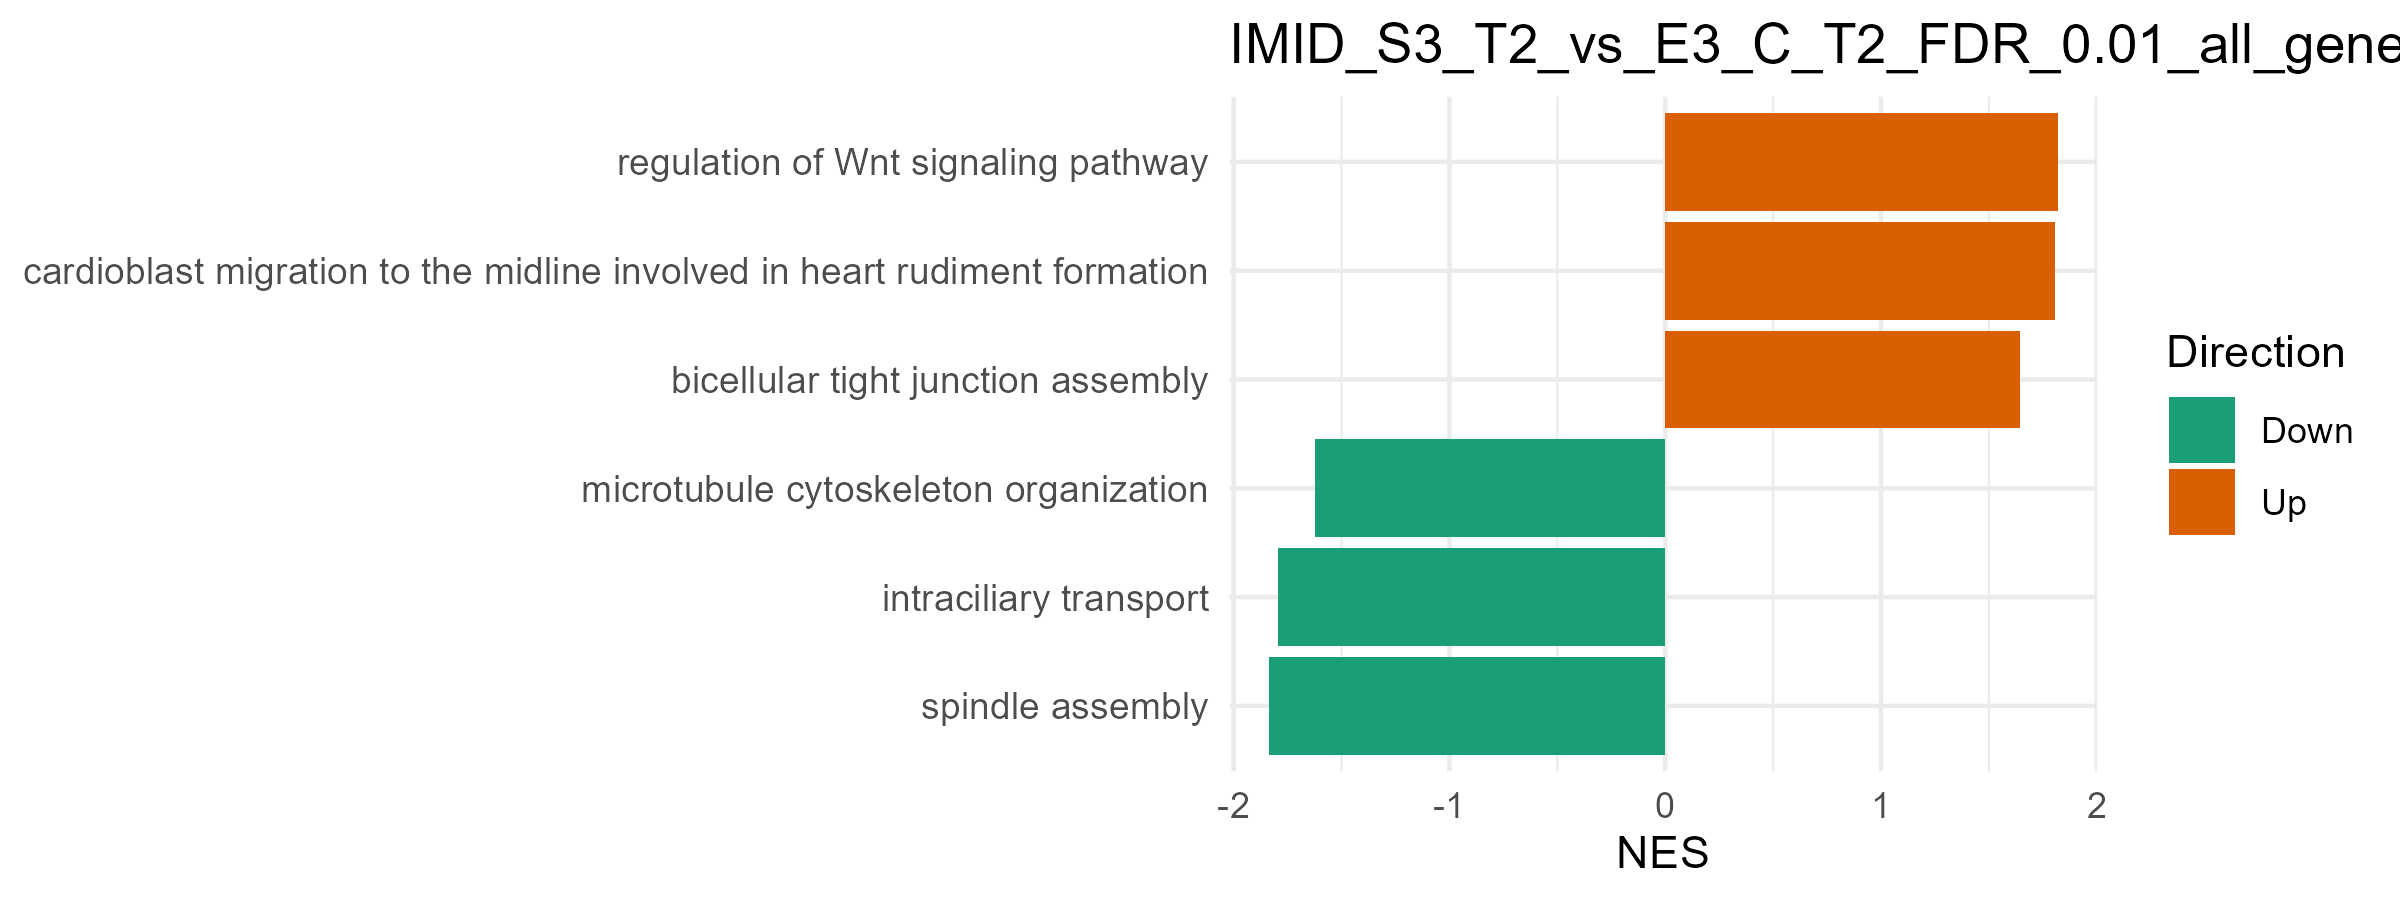 IMID_S3_T2_vs_E3_C_T2_FDR_0.01_all_gene
regulation of Wnt signaling pathway
cardioblast migration to the midline involved in heart rudiment formation
bicellular tight junction assembly
microtubule cytoskeleton organization
intraciliary transport
spindle assembly
-2 -1 0 1 2
NES
Direction
Down
Up